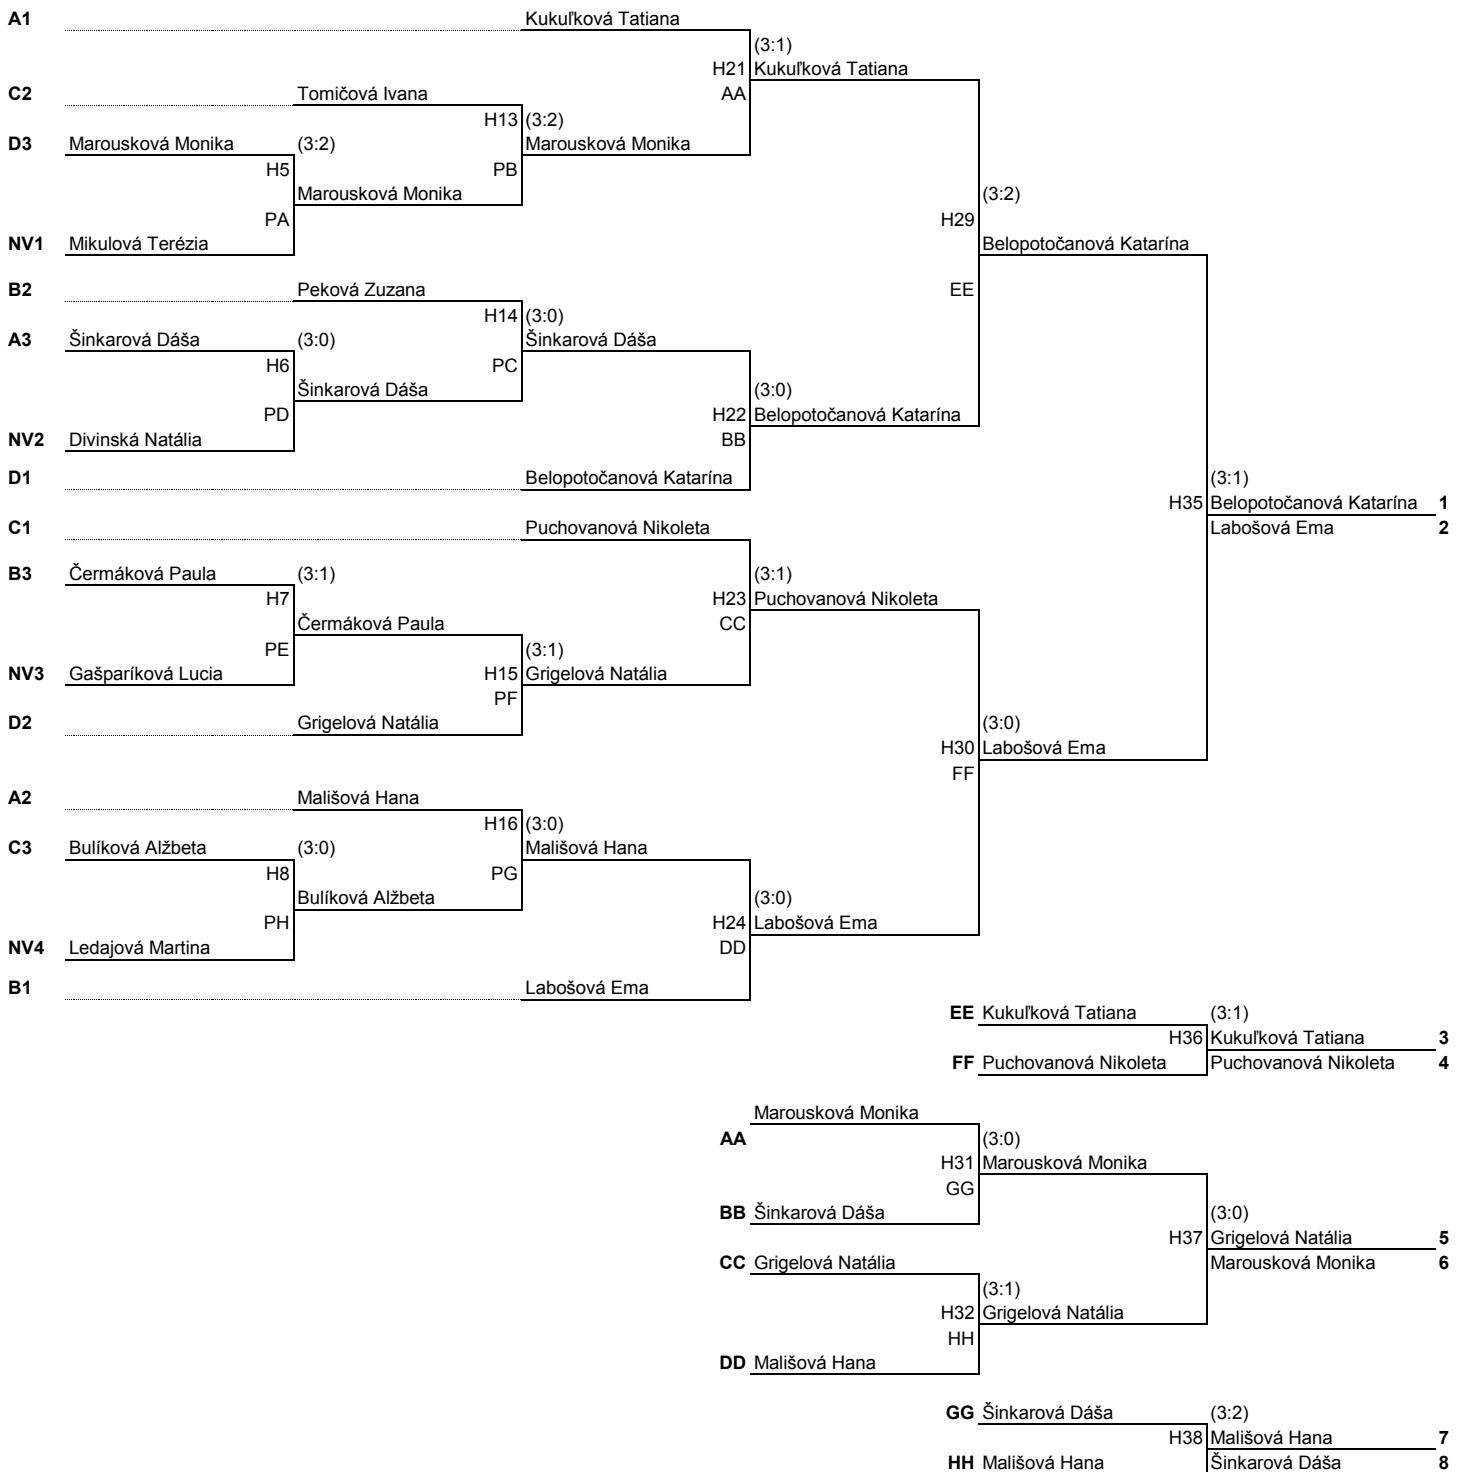 A1 Kukuľková Tatiana
(3:1)
H21 Kukuľková Tatiana
C2 Tomičová Ivana AA
H13 (3:2)
D3 Marousková Monika (3:2) Marousková Monika
H5 PB
Marousková Monika (3:2)
PA H29
NV1 Mikulová Terézia Belopotočanová Katarína
B2 Peková Zuzana EE
H14 (3:0)
A3 Šinkarová Dáša (3:0) Šinkarová Dáša
H6 PC
Šinkarová Dáša (3:0)
PD H22 Belopotočanová Katarína
NV2 Divinská Natália BB
D1 Belopotočanová Katarína (3:1)
H35 Belopotočanová Katarína 1
C1 Puchovanová Nikoleta Labošová Ema 2
B3 Čermáková Paula (3:1) (3:1)
H7 H23 Puchovanová Nikoleta
Čermáková Paula CC
PE (3:1)
NV3 Gašparíková Lucia H15 Grigelová Natália
PF
D2 Grigelová Natália (3:0)
H30 Labošová Ema
FF
A2 Mališová Hana
H16 (3:0)
C3 Bulíková Alžbeta (3:0) Mališová Hana
H8 PG
Bulíková Alžbeta (3:0)
PH H24 Labošová Ema
NV4 Ledajová Martina DD
B1 Labošová Ema
EE Kukuľková Tatiana (3:1)
H36 Kukuľková Tatiana 3
FF Puchovanová Nikoleta Puchovanová Nikoleta 4
Marousková Monika
AA (3:0)
H31 Marousková Monika
GG
BB Šinkarová Dáša (3:0)
H37 Grigelová Natália 5
CC Grigelová Natália Marousková Monika 6
(3:1)
H32 Grigelová Natália
HH
DD Mališová Hana
GG Šinkarová Dáša (3:2)
H38 Mališová Hana 7
HH Mališová Hana Šinkarová Dáša 8